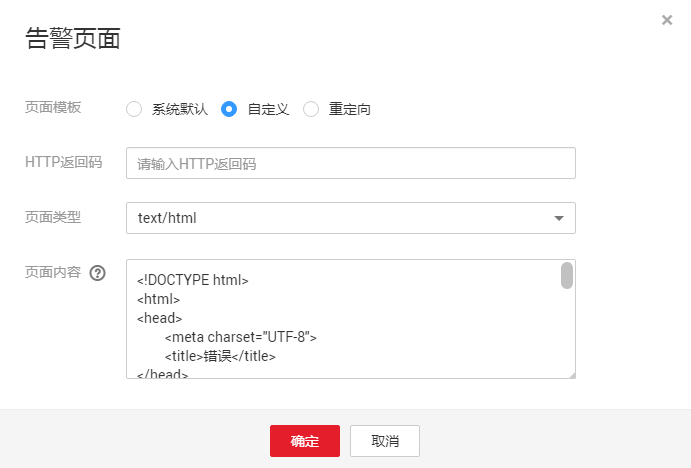 告警页面
页面模板 系统默认 自定义 重定向
HTTP返回码 请输入HTTP返回码
页面类型 text/html
页面内容 ?
<!DOCTYPE html>
<html>
<head>
<meta charset="UTF-8">
<title>错误</title>
</head>
确定 取消